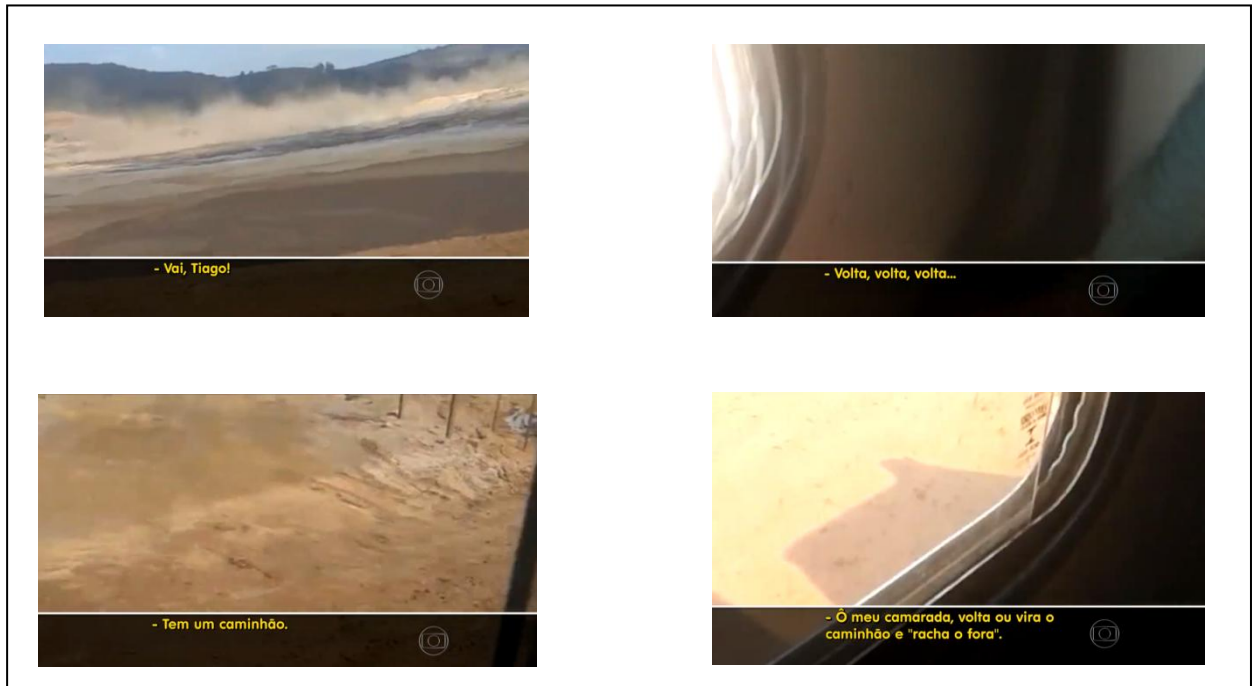 - Vai, Tiago!
- Volta, volta, volta...
- Tem um caminhão.
- Ô meu camarada, volta ou vira o
caminhão e "racha o fora".